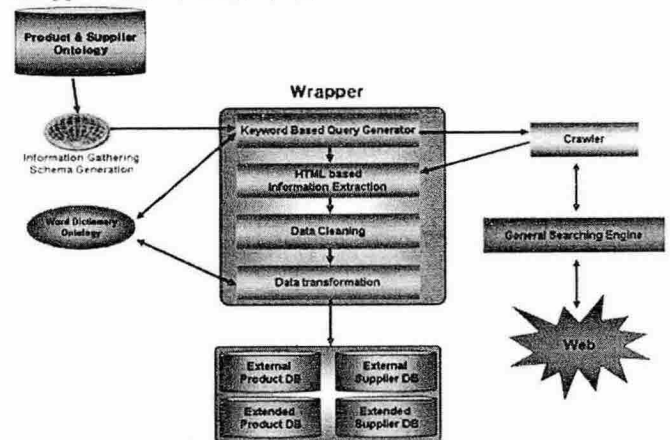 Product & Supplier
Ontology
Wrapper
Keyword Based Query Generator
Crawler
Information Gathering
Schema Generation
HTML based
Information Extraction
Word Dictionary
Ontology
Data Cleaning
General Searching Engine
Data transformation
Web
External
Product DB
External
Supplier DB
Extended
Product DB
Extended
Supplier DB